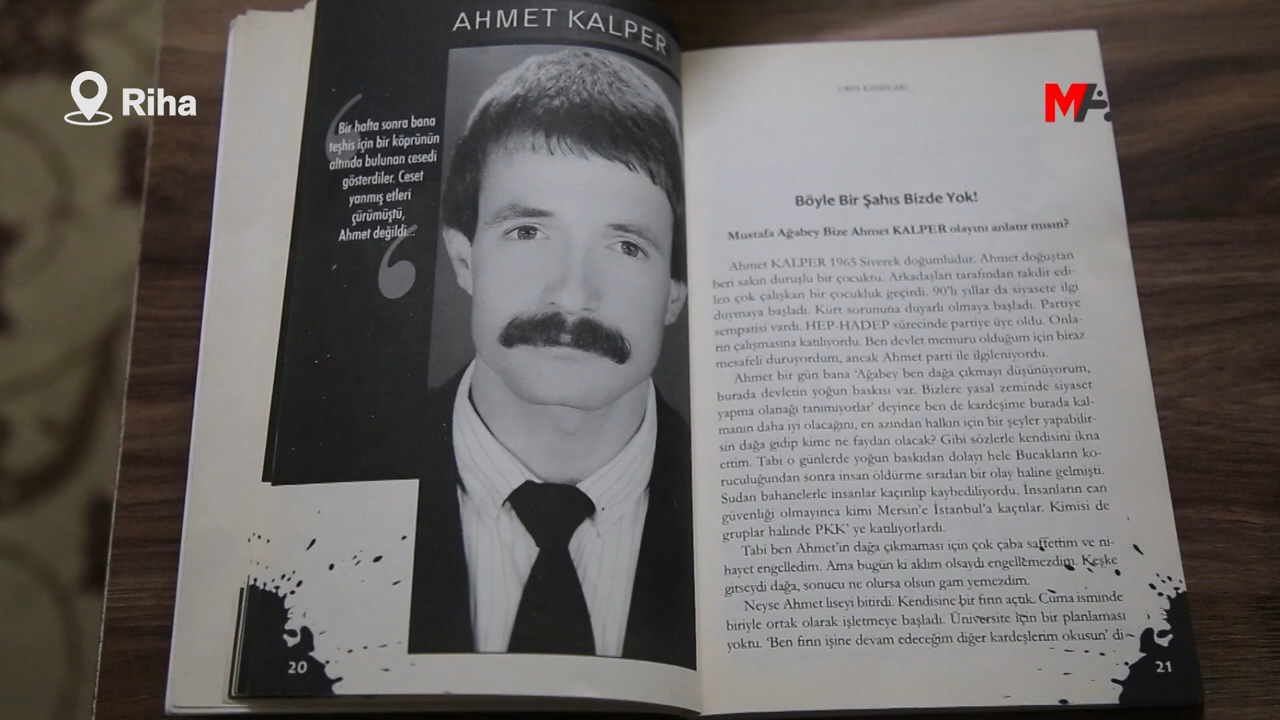 Riha
MA
AHMET KALPER
Bir hafta sonra bana
teşhis için bir köprünün
altında bulunan cesedi
gösterdiler. Ceset
yanmış etleri
çürümüştü,
Ahmet değildi...
20
Böyle Bir Şahıs Bizde Yok!
Mustafa Ağabey Bize Ahmet KALPER olayını anlatır mısın?
Ahmet KALPER 1965 Siverek doğumludur. Ahmet doğuştan
beri sakin duruşlu bir çocuktu. Arkadaşları tarafından takdir edi-
len çok çalışkan bir çocukluk geçirdi. 90'lı yıllar da siyasete ilgi
duymaya başladı. Kürt sorununa duyarlı olmaya başladı. Partiye
sempatisi vardı. HEP-HADEP sürecinde partiye üye oldu. Onla-
rın çalışmasına katılıyordu. Ben devlet memuru olduğum için biraz
mesafeli duruyordum, ancak Ahmet parti ile ilgileniyordu.
Ahmet bir gün bana 'Ağabey ben dağa çıkmayı düşünüyorum,
burada devletin yoğun baskısı var. Bizlere yasal zeminde siyaset
yapma olanağı tanımıyorlar' deyince ben de kardeşime burada kal-
manın daha iyi olacağını, en azından halkın için bir şeyler yapabilir-
sin dağa gidip kime ne faydan olacak? Gibi sözlerle kendisini ikna
ettim. Tabi o günlerde yoğun baskıdan dolayı hele Bucakların ko-
ruculuğundan sonra insan öldürme sıradan bir olay haline gelmişti.
Sudan bahanelerle insanlar kaçırılıp kaybediliyordu. İnsanların can
güvenliği olmayınca kimi Mersin'e İstanbul'a kaçtılar. Kimisi de
gruplar halinde PKK' ye katılıyorlardı.
Tabi ben Ahmet'in dağa çıkmaması için çok çaba saffettim ve ni-
hayet engelledim. Ama bugün ki aklım olsaydı engellemezdim. Keşke
gitseydi dağa, sonucu ne olursa olsun gam yemezdim.
Neyse Ahmet liseyi bitirdi. Kendisine bir fırın açtık. Cuma isminde
biriyle ortak olarak işletmeye başladı. Üniversite için bir planlaması
yoktu. 'Ben fırın işine devam edeceğim diğer kardeşlerim okusun' di-
21